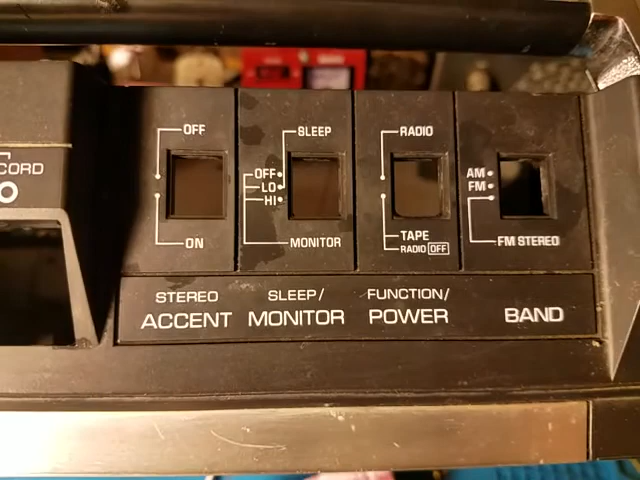 OFF
SLEEP
RADIO
CORD
OFF
LO
HI
AM
FM
ON
MONITOR
TAPE
RADIO OFF
FM STEREO
STEREO
ACCENT
SLEEP/
MONITOR
FUNCTION/
POWER
BAND